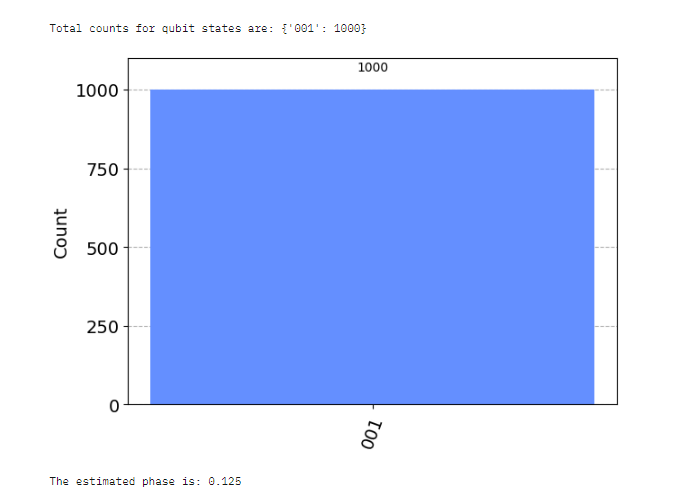 Total counts for qubit states are: {'001': 1000}
1000
1000
750
500
250
0
Count
001
The estimated phase is: 0.125